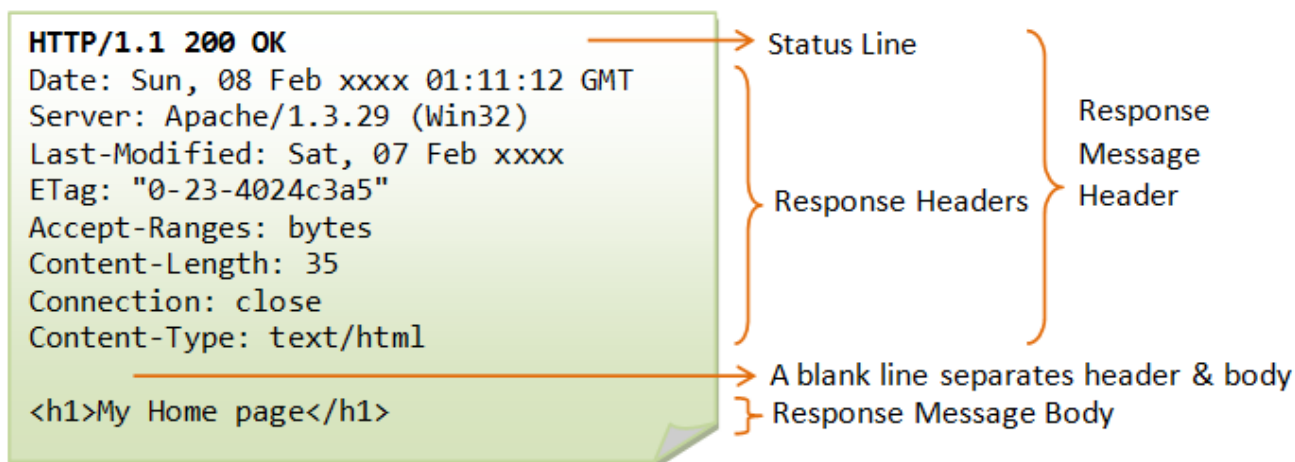 HTTP/1.1 200 OK
Date: Sun, 08 Feb xxxx 01:11:12 GMT
Server: Apache/1.3.29 (Win32)
Last-Modified: Sat, 07 Feb xxxx
ETag: "0-23-4024c3a5"
Accept-Ranges: bytes
Content-Length: 35
Connection: close
Content-Type: text/html
<h1>My Home page</h1>
Status Line
Response Headers
Response
Message
Header
A blank line separates header & body
Response Message Body